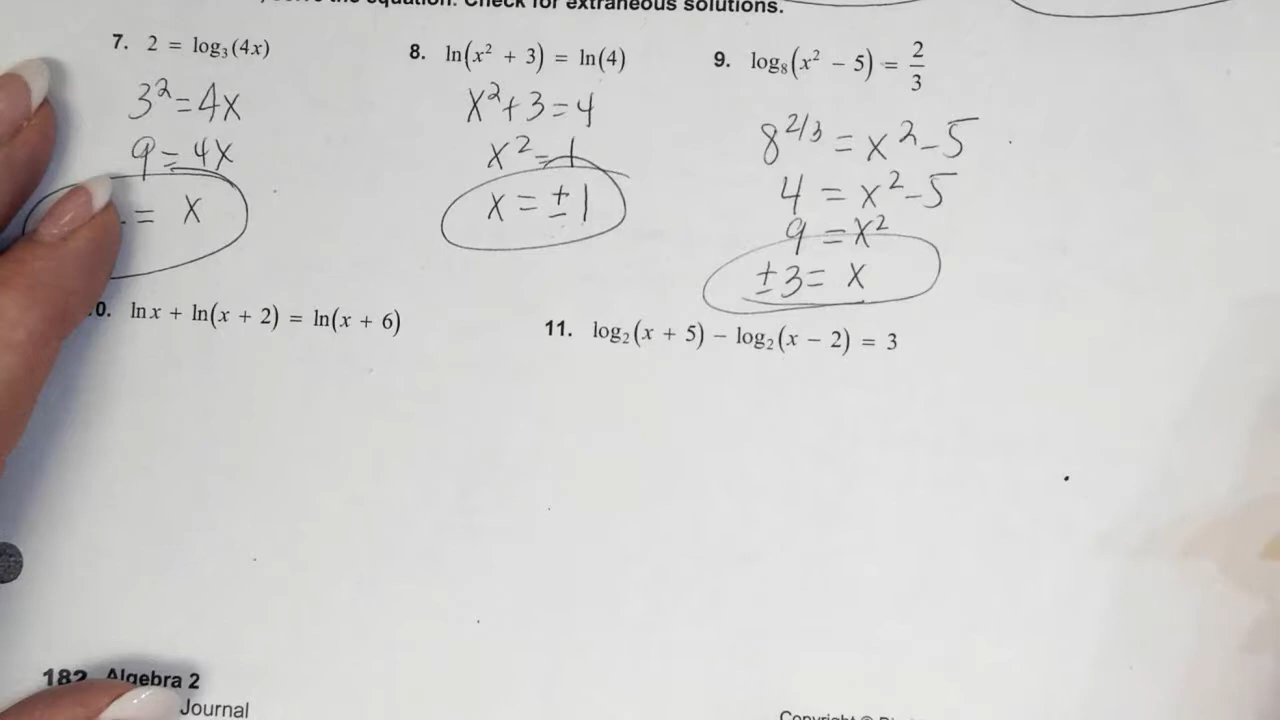 the equation. Check for extraneous solutions.
7. 2 = log₃(4x)
3² = 4x
9 = 4x
= x
8. ln(x² + 3) = ln(4)
x² + 3 = 4
x² = 1
x = ± 1
9. log₈(x² − 5) = 2/3
8^(2/3) = x² − 5
4 = x² − 5
9 = x²
± 3 = x
0. ln x + ln(x + 2) = ln(x + 6)
11. log₂(x + 5) − log₂(x − 2) = 3
182 Algebra 2
Journal
Copyright ©